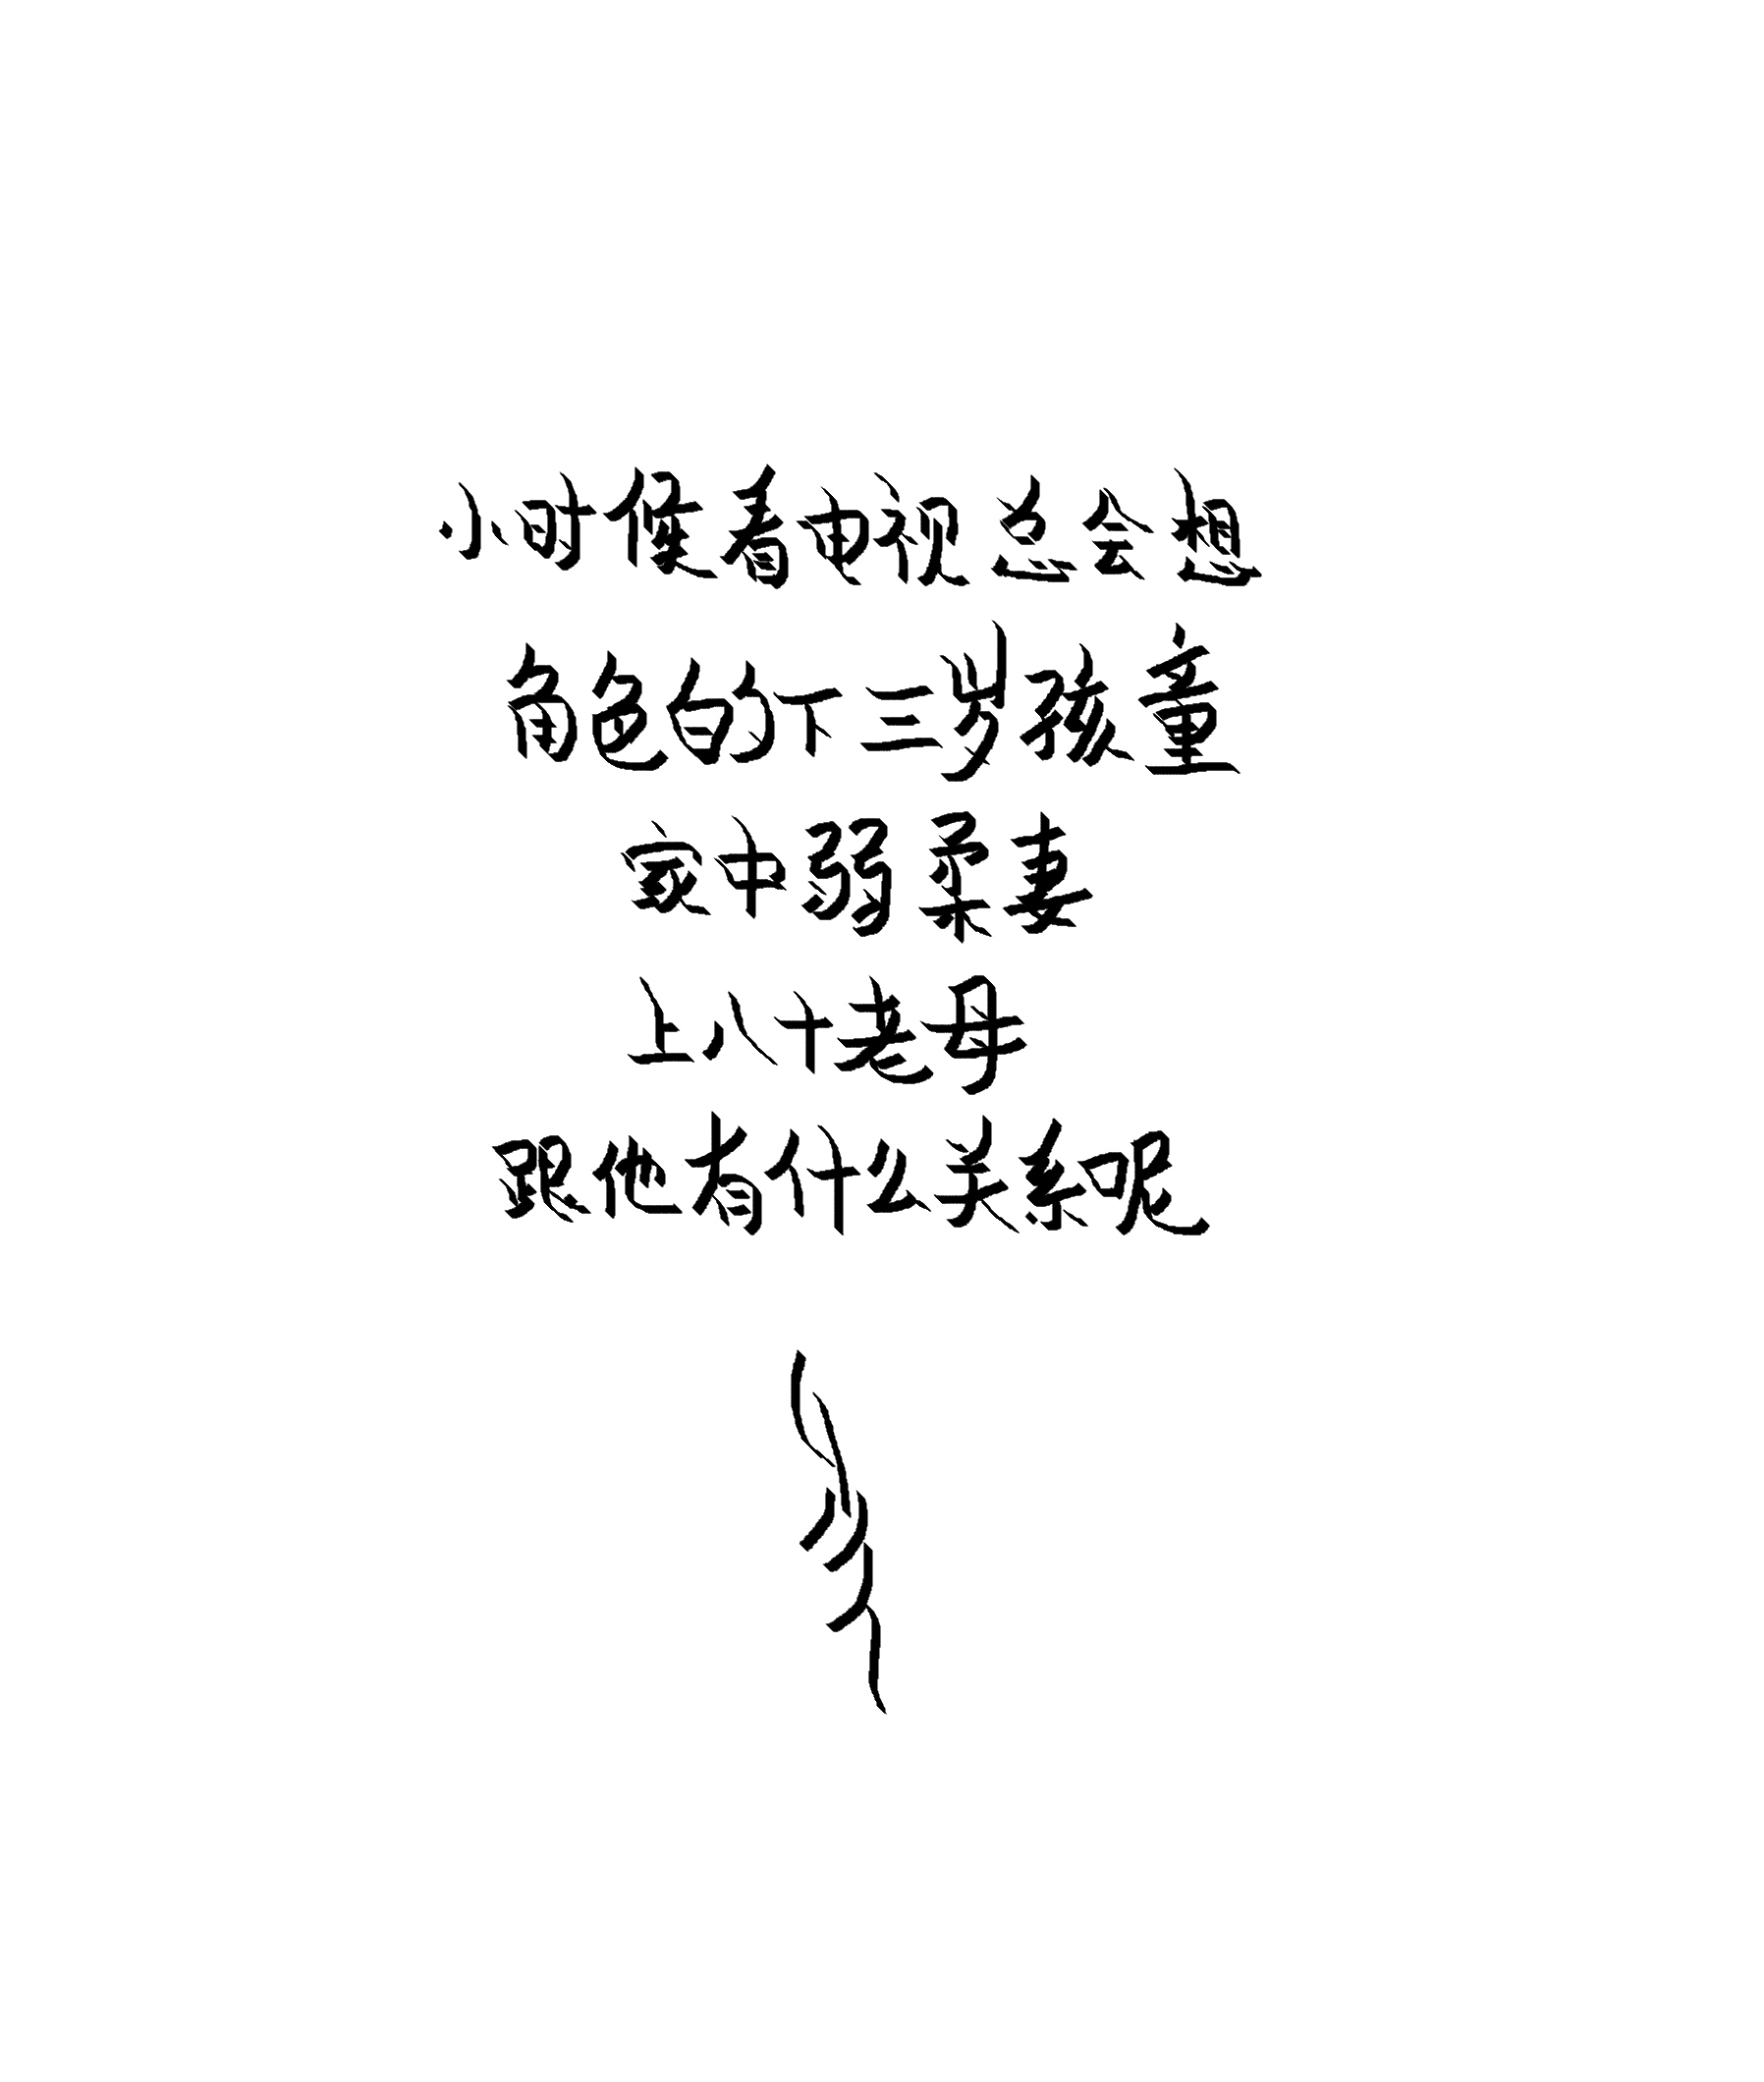 小时候看电视总会想
角色的下三岁孩童
家中弱柔妻
上八十老母
跟他有什么关系呢